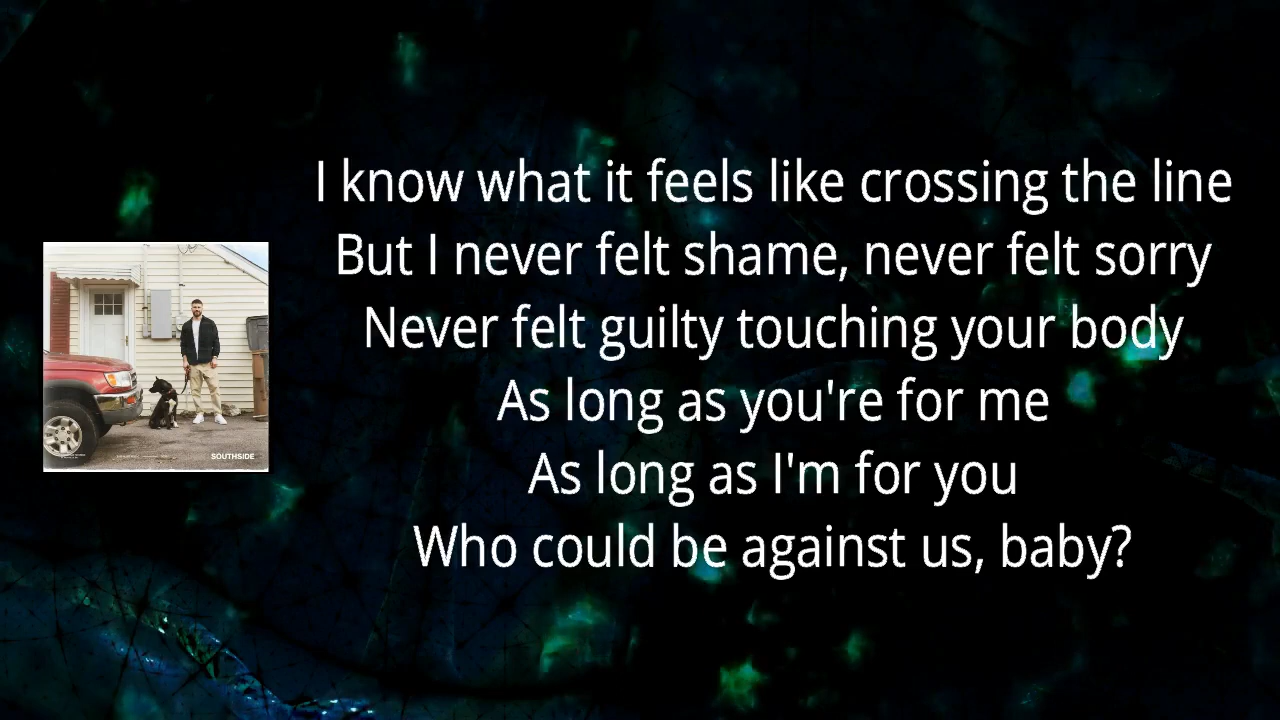 I know what it feels like crossing the line
But I never felt shame, never felt sorry
Never felt guilty touching your body
As long as you're for me
As long as I'm for you
Who could be against us, baby?
SOUTHSIDE